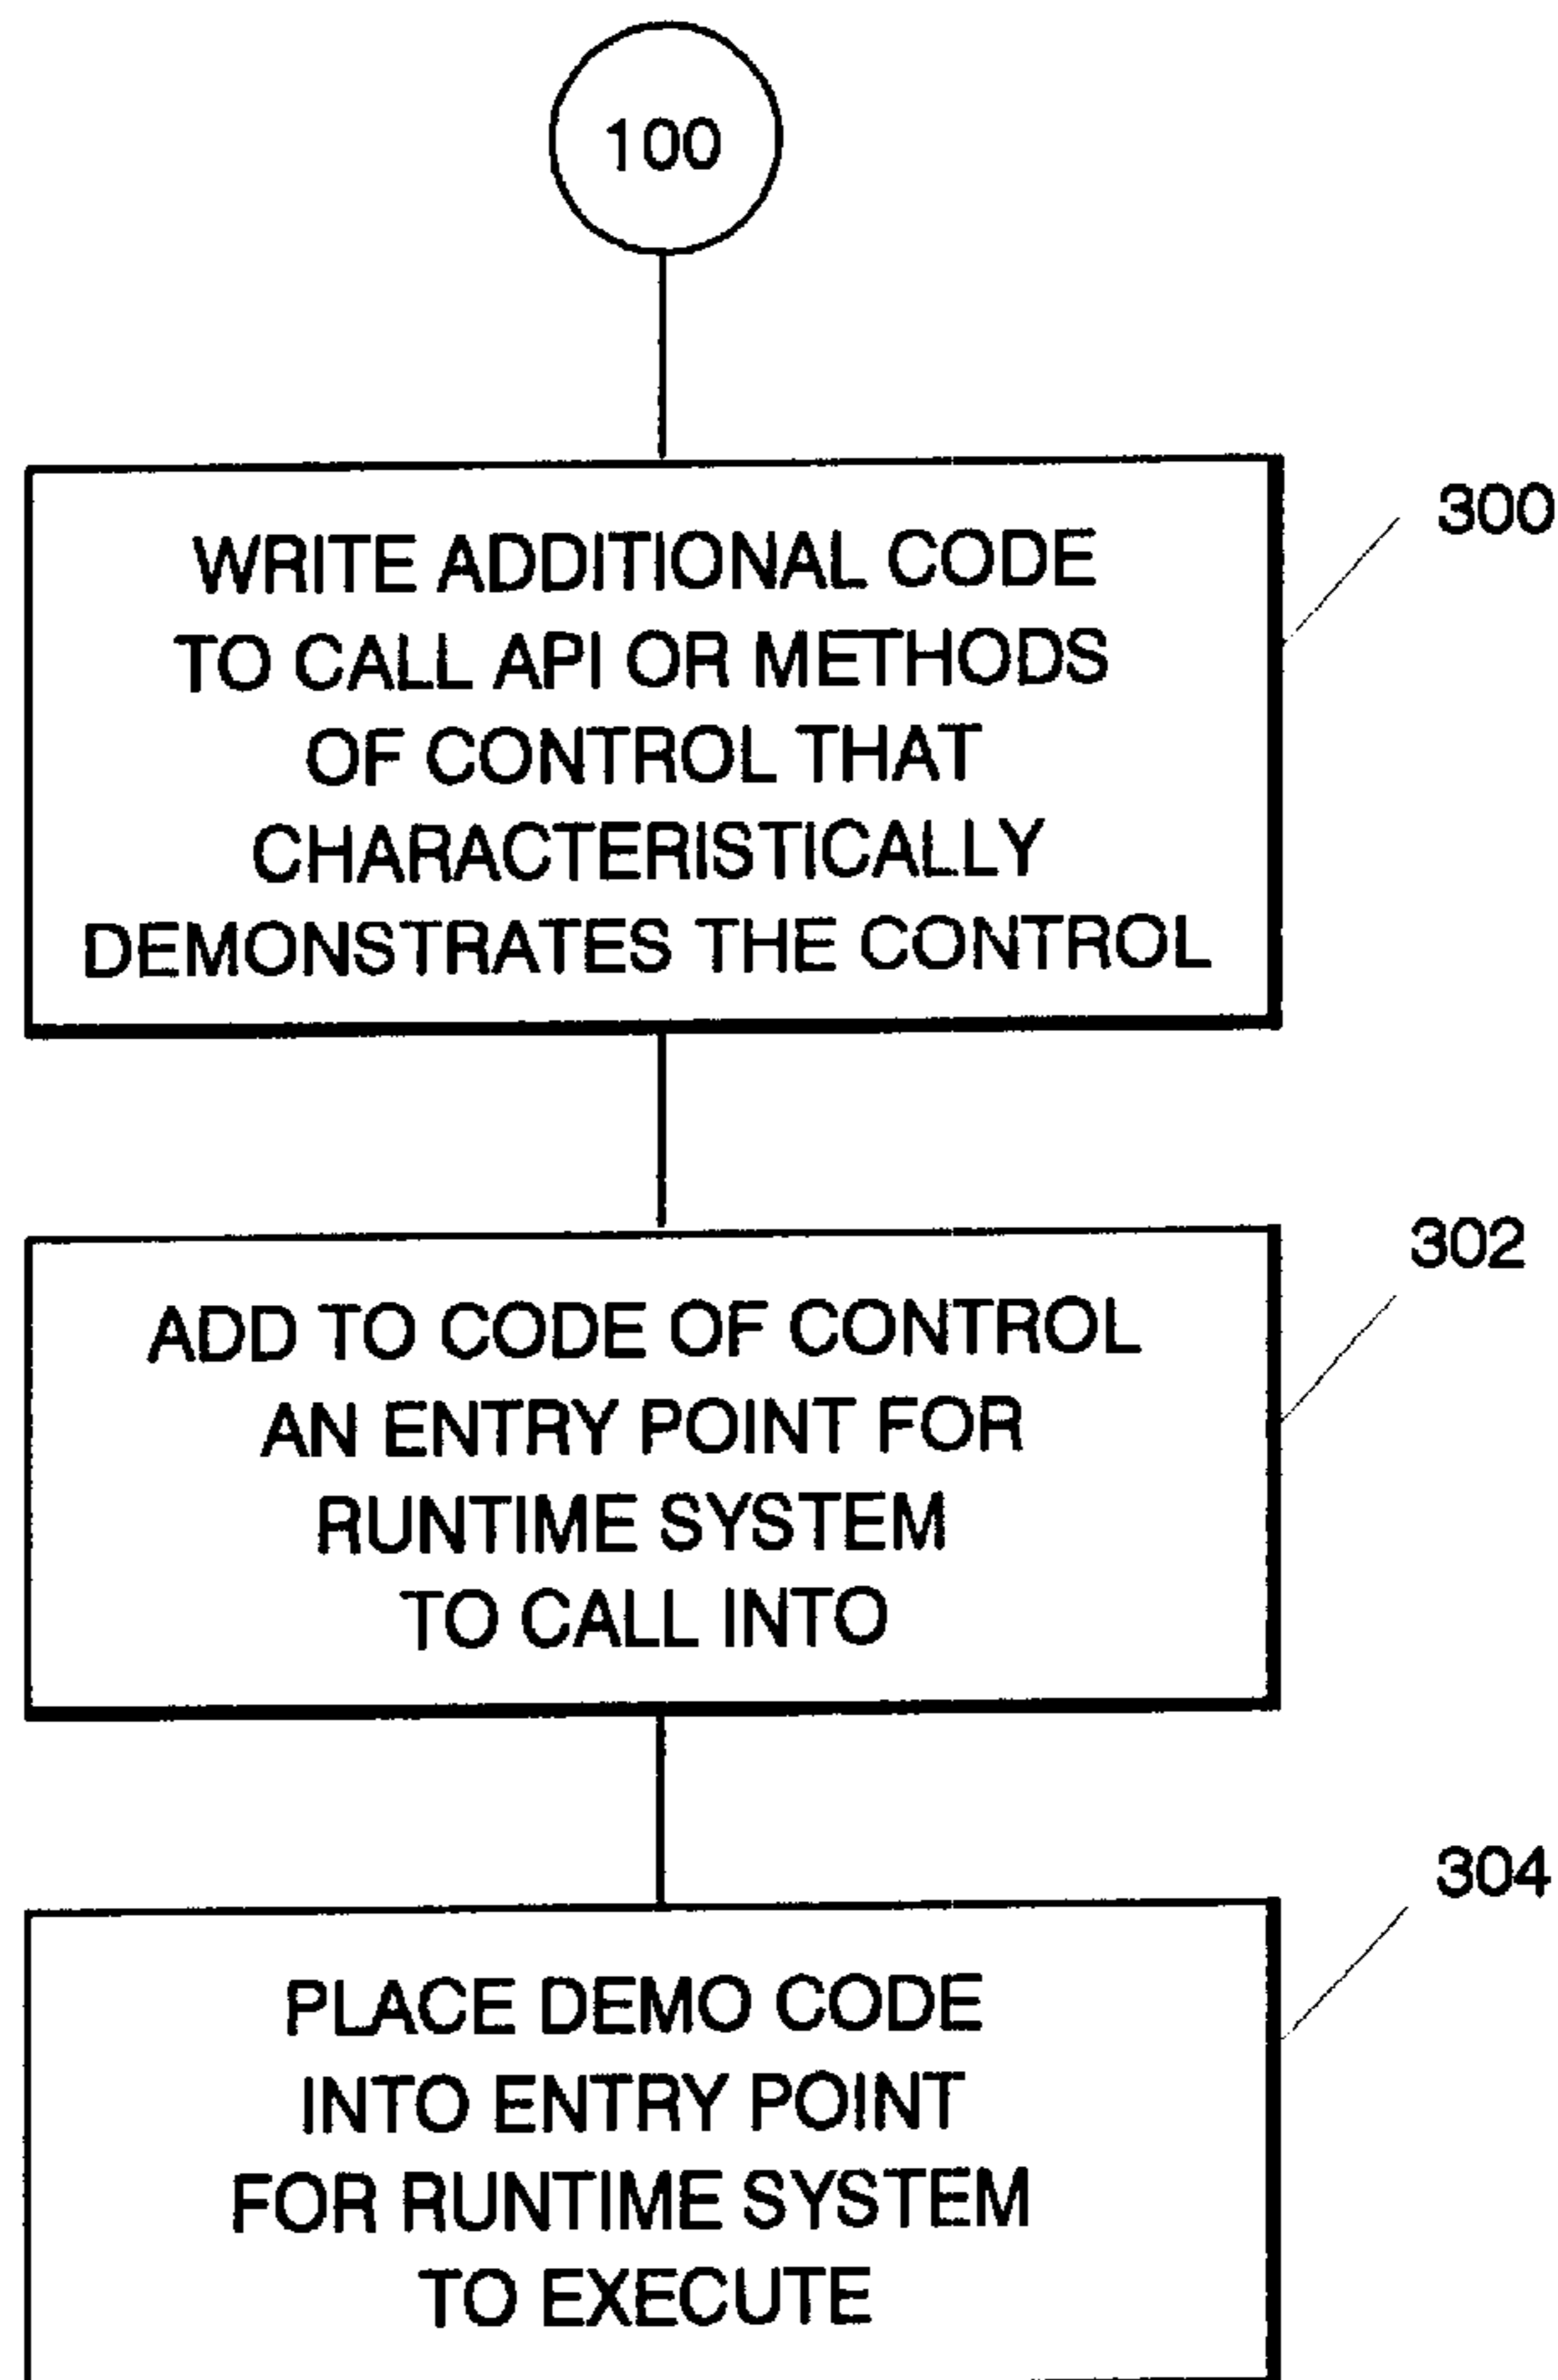 100
300
WRITE ADDITIONAL CODE
TO CALL API OR METHODS
OF CONTROL THAT
CHARACTERISTICALLY
DEMONSTRATES THE CONTROL
302
ADD TO CODE OF CONTROL
AN ENTRY POINT FOR
RUNTIME SYSTEM
TO CALL INTO
304
PLACE DEMO CODE
INTO ENTRY POINT
FOR RUNTIME SYSTEM
TO EXECUTE